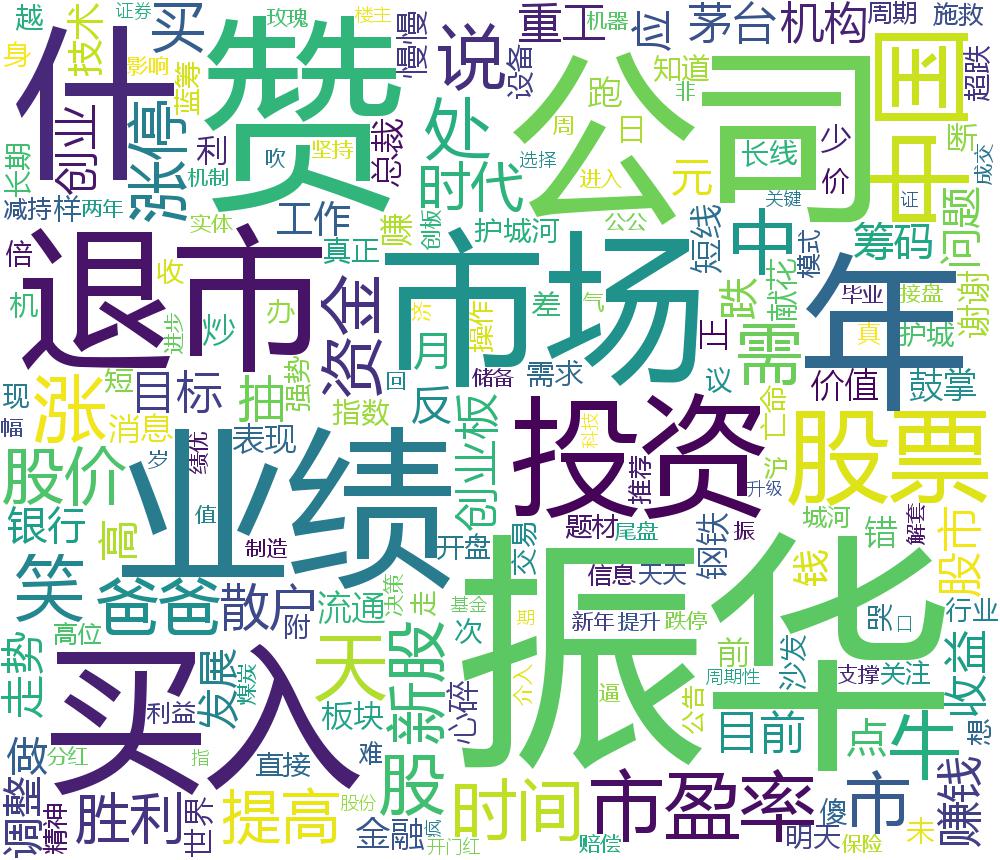 越
证券
玫瑰
楼主
身
技术
影响
买
什
蓝筹
赞
慢慢
说
设备
重工
应
茅台
机构
周期
施救
超跌
公司
知道
非
跑
中国
长期
创业
涨停
利
吹
坚持
总裁
处
周
日
长线
少
断
机制
时代
选择
进入
元
价
成交
减持
样
两年
实体
工作
赚
创板
护城河
公公
短线
中
关键
模式
筹码
证
问题
倍
退市
收
真正
市场
差
气
跌
献花
年
毕业
接盘
谢谢
机
进步
炒
办
资金
月
济
操作
正
需
真
护城
现
涨
短
目标
抽
强势
回
储备
需求
议
价值
鼓掌
幅
消息
指数
反
创业板
投资
科技
亡命
股票
股价
岁
绩优
表现
业绩
推荐
沪
升级
银行
高
值
制造
开盘
交易
题材
尾盘
钢铁
振
城河
错
解套
股市
笑
爸爸
散户
附
流通
决策
走
基金
期
信息
天天
振华
钱
哭
口
行业
走势
高位
买入
发展
煤炭
天
新股
次
新年
提升
跌停
前
沙发
支撑
关注
收益
利益
板块
心碎
介入
逼
公告
周期性
目前
点
牛
想
做
分红
指
直接
难
股
调整
精神
胜利
世界
提高
股份
金融
疯
开门红
时间
赔偿
市盈率
傻
市
明天
保险
未
赚钱